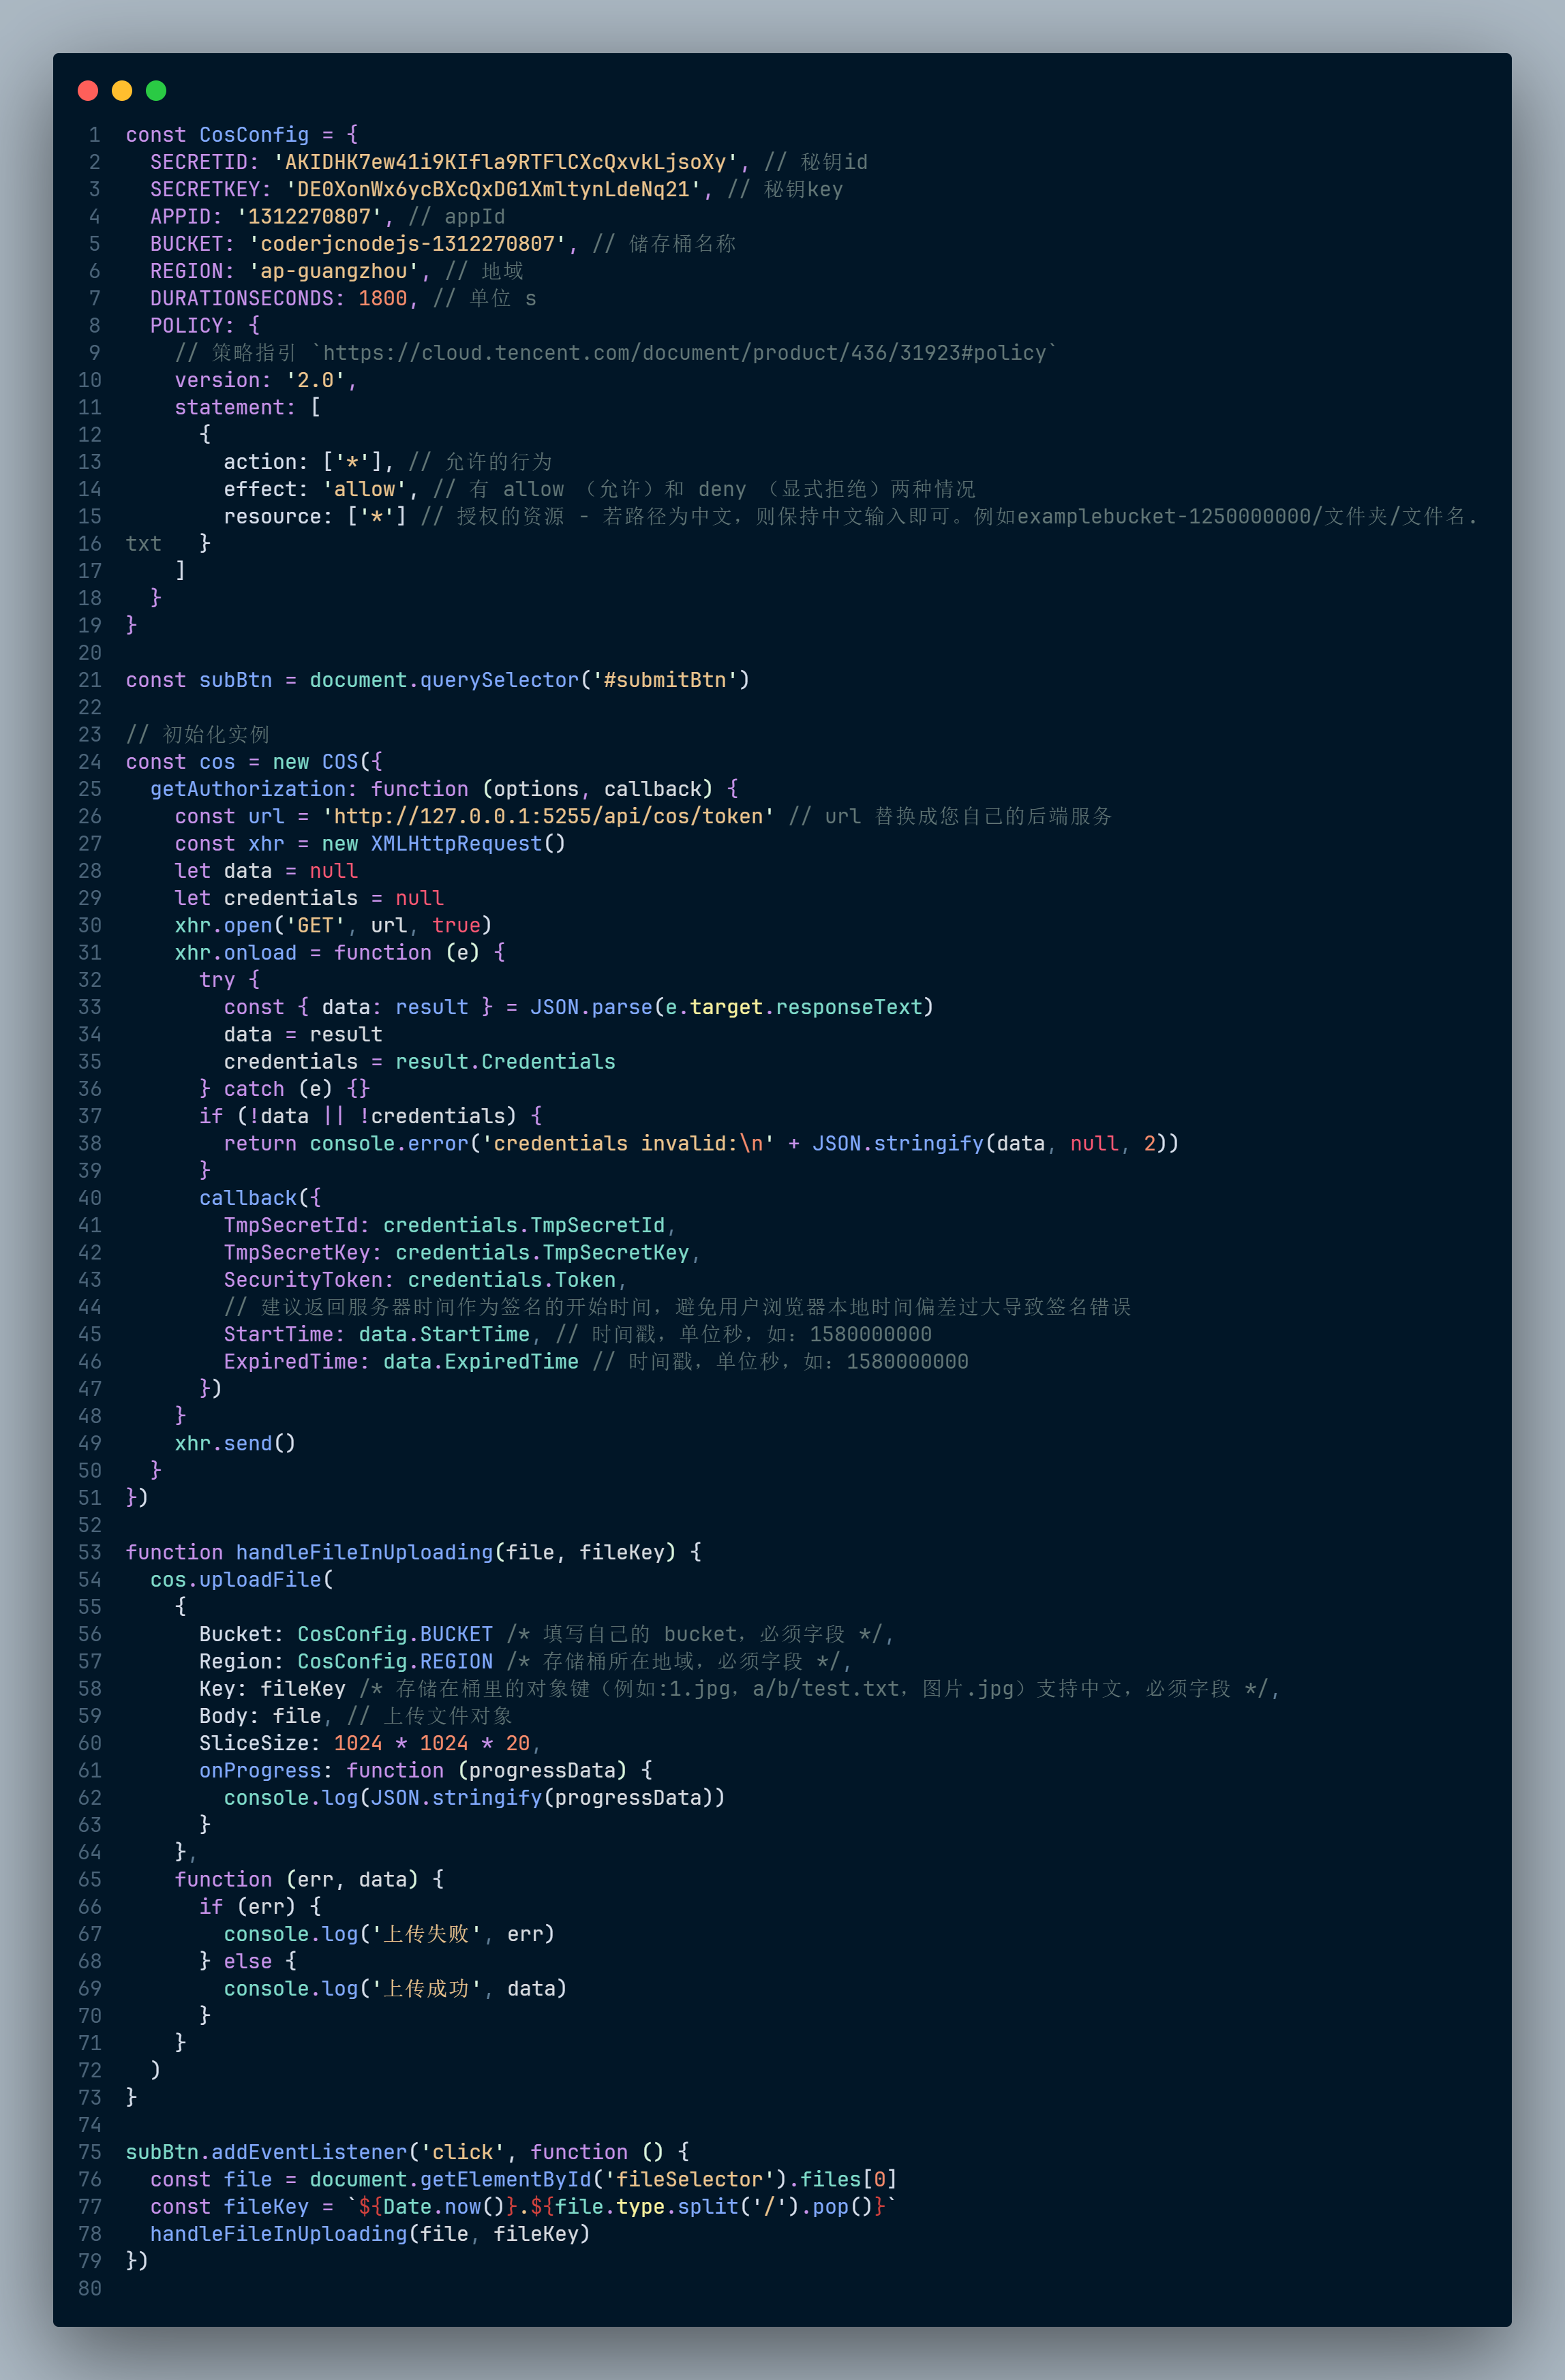 1 const CosConfig = {
2   SECRETID: 'AKIDHK7ew41i9KIfla9RTFlCXcQxvkLjsoXy', // 秘钥id
3   SECRETKEY: 'DE0XonWx6ycBXcQxDG1XmltynLdeNq21', // 秘钥key
4   APPID: '1312270807', // appId
5   BUCKET: 'coderjcnodejs-1312270807', // 储存桶名称
6   REGION: 'ap-guangzhou', // 地域
7   DURATIONSECONDS: 1800, // 单位 s
8   POLICY: {
9     // 策略指引 `https://cloud.tencent.com/document/product/436/31923#policy`
10     version: '2.0',
11     statement: [
12       {
13         action: ['*'], // 允许的行为
14         effect: 'allow', // 有 allow （允许）和 deny （显式拒绝）两种情况
15         resource: ['*'] // 授权的资源 - 若路径为中文，则保持中文输入即可。例如examplebucket-1250000000/文件夹/文件名.
16 txt   }
17     ]
18   }
19 }
20
21 const subBtn = document.querySelector('#submitBtn')
22
23 // 初始化实例
24 const cos = new COS({
25   getAuthorization: function (options, callback) {
26     const url = 'http://127.0.0.1:5255/api/cos/token' // url 替换成您自己的后端服务
27     const xhr = new XMLHttpRequest()
28     let data = null
29     let credentials = null
30     xhr.open('GET', url, true)
31     xhr.onload = function (e) {
32       try {
33         const { data: result } = JSON.parse(e.target.responseText)
34         data = result
35         credentials = result.Credentials
36       } catch (e) {}
37       if (!data || !credentials) {
38         return console.error('credentials invalid:\n' + JSON.stringify(data, null, 2))
39       }
40       callback({
41         TmpSecretId: credentials.TmpSecretId,
42         TmpSecretKey: credentials.TmpSecretKey,
43         SecurityToken: credentials.Token,
44         // 建议返回服务器时间作为签名的开始时间，避免用户浏览器本地时间偏差过大导致签名错误
45         StartTime: data.StartTime, // 时间戳，单位秒，如：1580000000
46         ExpiredTime: data.ExpiredTime // 时间戳，单位秒，如：1580000000
47       })
48     }
49     xhr.send()
50   }
51 })
52
53 function handleFileInUploading(file, fileKey) {
54   cos.uploadFile(
55     {
56       Bucket: CosConfig.BUCKET /* 填写自己的 bucket，必须字段 */,
57       Region: CosConfig.REGION /* 存储桶所在地域，必须字段 */,
58       Key: fileKey /* 存储在桶里的对象键（例如:1.jpg，a/b/test.txt，图片.jpg）支持中文，必须字段 */,
59       Body: file, // 上传文件对象
60       SliceSize: 1024 * 1024 * 20,
61       onProgress: function (progressData) {
62         console.log(JSON.stringify(progressData))
63       }
64     },
65     function (err, data) {
66       if (err) {
67         console.log('上传失败', err)
68       } else {
69         console.log('上传成功', data)
70       }
71     }
72   )
73 }
74
75 subBtn.addEventListener('click', function () {
76   const file = document.getElementById('fileSelector').files[0]
77   const fileKey = `${Date.now()}.${file.type.split('/').pop()}`
78   handleFileInUploading(file, fileKey)
79 })
80